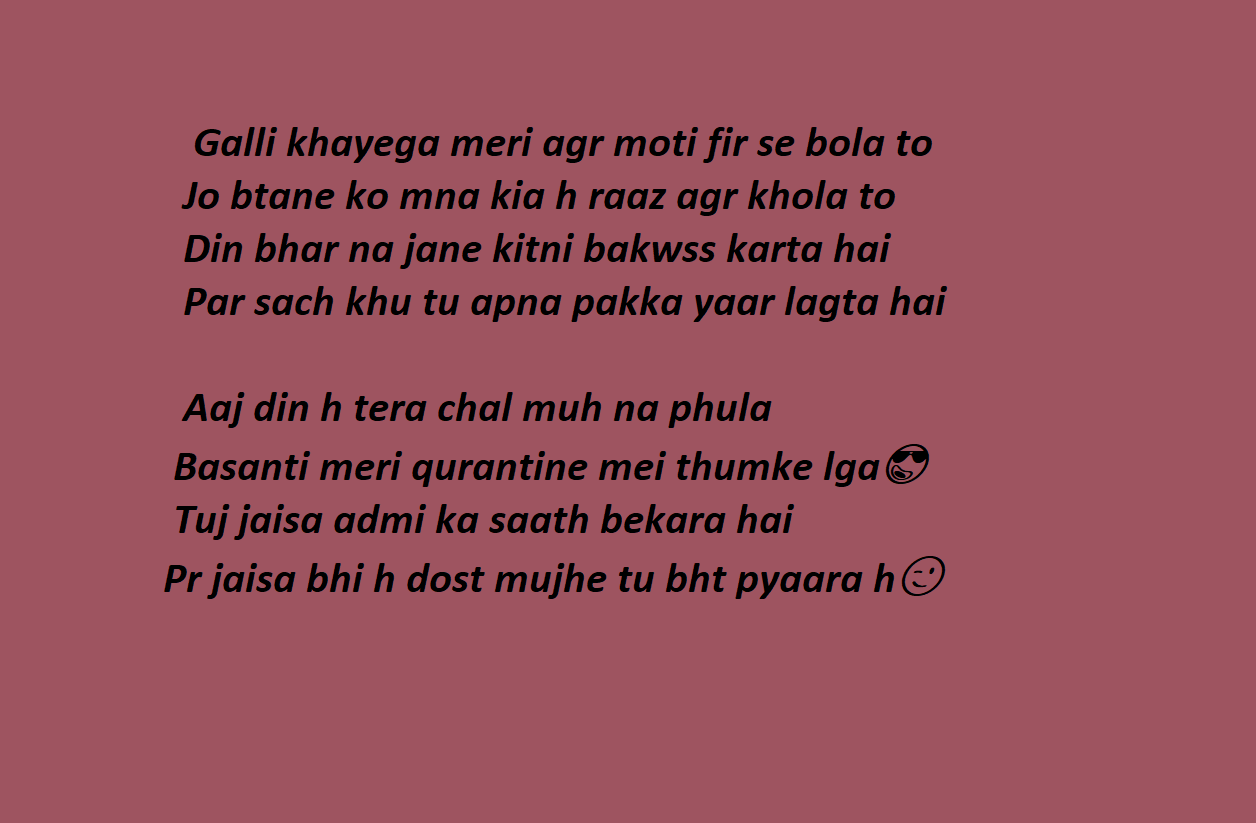 Galli khayega meri agr moti fir se bola to
Jo btane ko mna kia h raaz agr khola to
Din bhar na jane kitni bakwss karta hai
Par sach khu tu apna pakka yaar lagta hai
Aaj din h tera chal muh na phula
Basanti meri qurantine mei thumke lga😎
Tuj jaisa admi ka saath bekara hai
Pr jaisa bhi h dost mujhe tu bht pyaara h😉